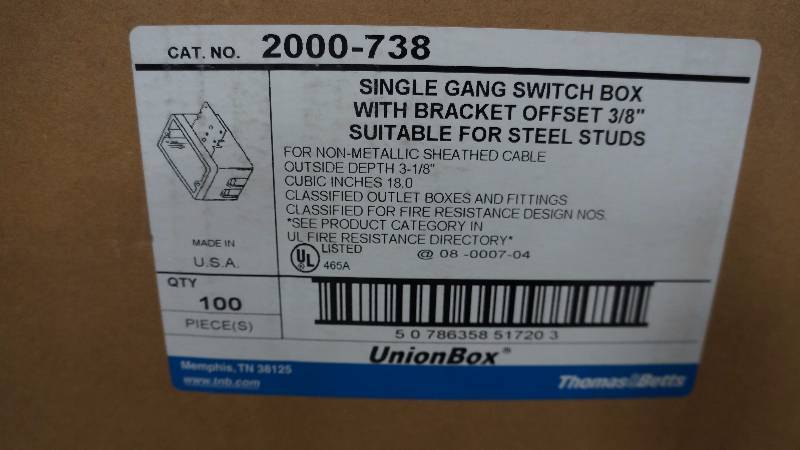 CAT. NO. 2000-738
SINGLE GANG SWITCH BOX
WITH BRACKET OFFSET 3/8"
SUITABLE FOR STEEL STUDS
FOR NON-METALLIC SHEATHED CABLE
OUTSIDE DEPTH 3-1/8"
CUBIC INCHES 18.0
CLASSIFIED OUTLET BOXES AND FITTINGS
CLASSIFIED FOR FIRE RESISTANCE DESIGN NOS.
*SEE PRODUCT CATEGORY IN
UL FIRE RESISTANCE DIRECTORY*
UL ® LISTED @ 08 -0007-04
465A
MADE IN
U.S.A.
QTY
100
PIECE(S)
5 0 786358 51720 3
UnionBox®
Memphis, TN 38125
www.tnb.com
Thomas&Betts